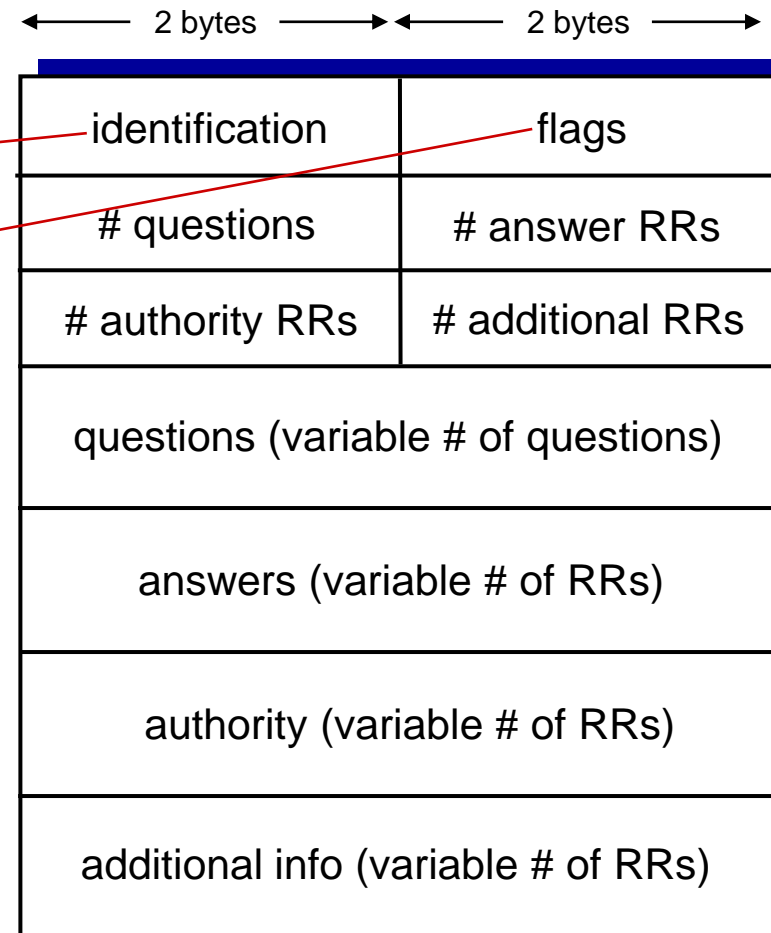 2 bytes 2 bytes
identification flags
# questions # answer RRs
# authority RRs # additional RRs
questions (variable # of questions)
answers (variable # of RRs)
authority (variable # of RRs)
additional info (variable # of RRs)